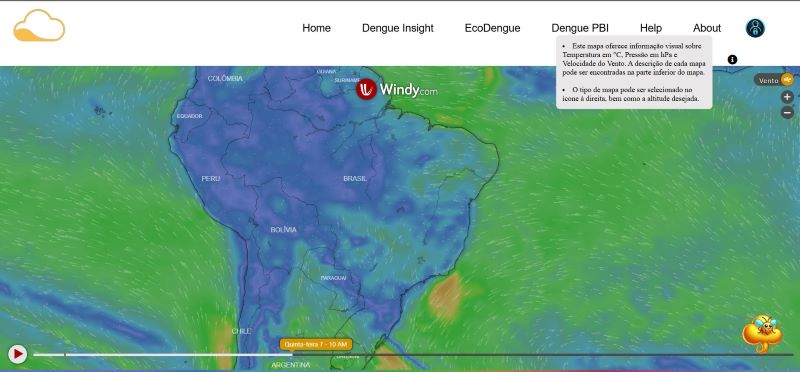 Home
Dengue Insight
EcoDengue
Dengue PBI
Help
About
• Este mapa oferece informação visual sobre
Temperatura em °C, Pressão em hPa e
Velocidade do Vento. A descrição de cada mapa
pode ser encontradas na parte inferior do mapa.
• O tipo de mapa pode ser selecionado no
icone à direita, bem como a altitude desejada.
COLÔMBIA
GUIANA
SURINAME
Windy.com
Vento
EQUADOR
PERU
BRASIL
BOLÍVIA
PARAGUAI
CHILE
Quinta-feira 7 - 10 AM
ARGENTINA